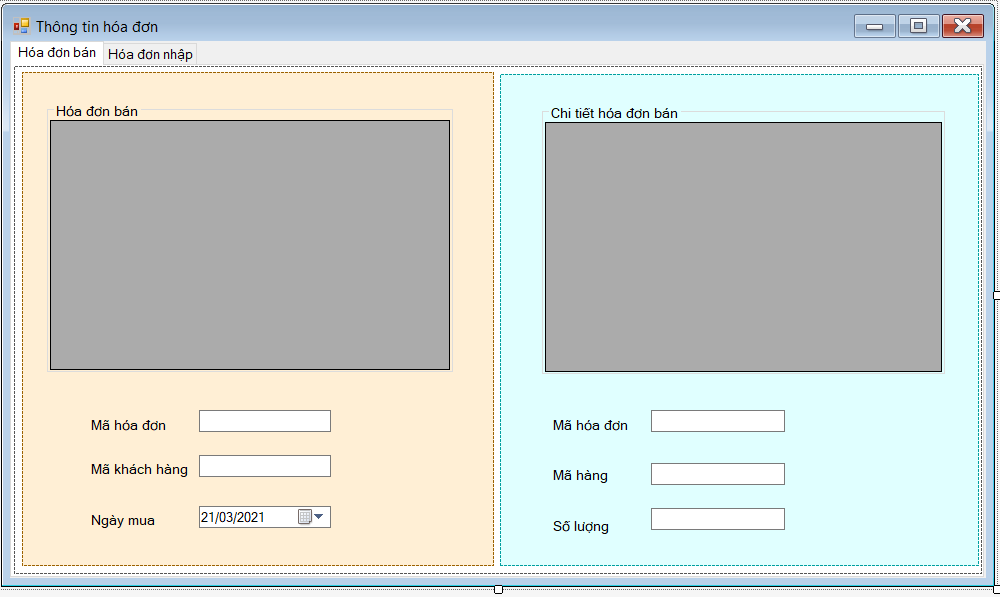 Thông tin hóa đơn
Hóa đơn bán Hóa đơn nhập
Hóa đơn bán
Mã hóa đơn
Mã khách hàng
Ngày mua 21/03/2021
Chi tiết hóa đơn bán
Mã hóa đơn
Mã hàng
Số lượng